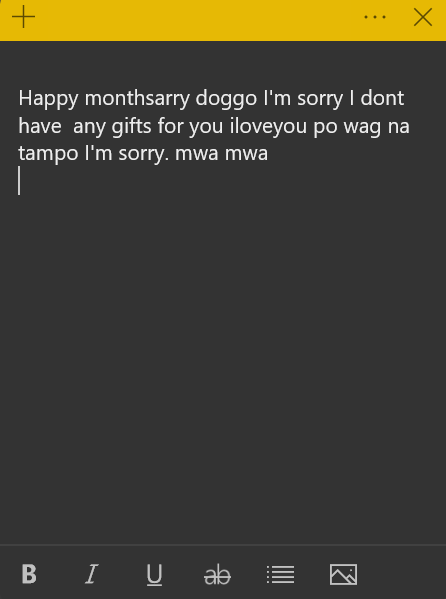 Happy monthsarry doggo I'm sorry I dont
have  any gifts for you iloveyou po wag na
tampo I'm sorry. mwa mwa
B I U ab